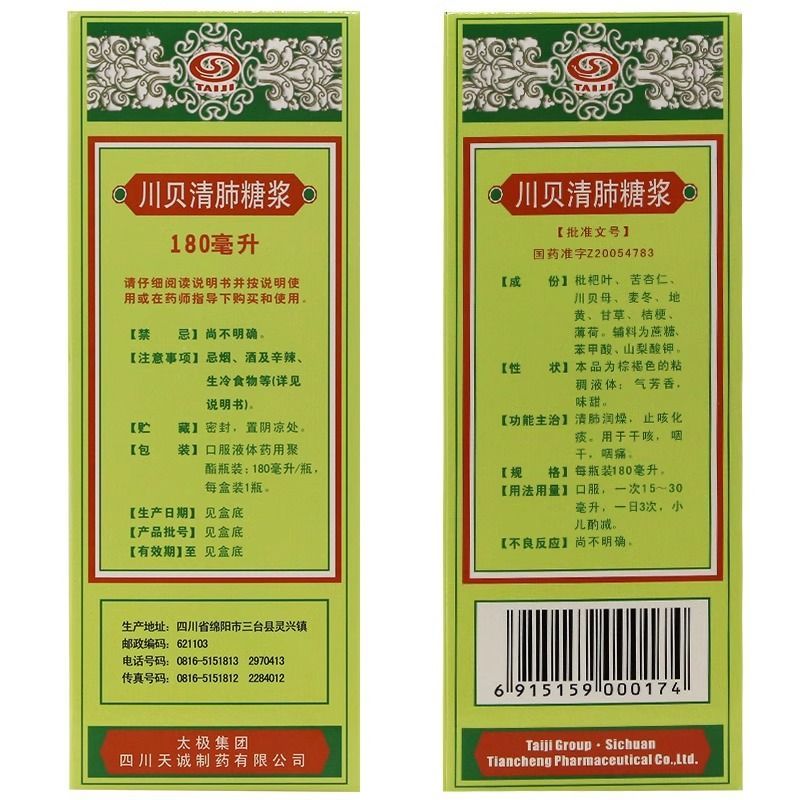 TAIJI
川贝清肺糖浆
180毫升
请仔细阅读说明书并按说明使
用或在药师指导下购买和使用。
【禁 忌】尚不明确。
【注意事项】忌烟、酒及辛辣、
生冷食物等(详见
说明书)。
【贮 藏】密封，置阴凉处。
【包 装】口服液体药用聚
酯瓶装；180毫升/瓶，
每盒装1瓶。
【生产日期】见盒底
【产品批号】见盒底
【有效期】至 见盒底
生产地址：四川省绵阳市三台县灵兴镇
邮政编码：621103
电话号码：0816-5151813 2970413
传真号码：0816-5151812 2284012
太极集团
四川天诚制药有限公司
TAIJI
川贝清肺糖浆
【批准文号】
国药准字Z20054783
【成 份】枇杷叶、苦杏仁、
川贝母、麦冬、地
黄、甘草、桔梗、
薄荷。辅料为蔗糖、
苯甲酸、山梨酸钾。
【性 状】本品为棕褐色的粘
稠液体；气芳香，
味甜。
【功能主治】清肺润燥，止咳化
痰。用于干咳，咽
干，咽痛。
【规 格】每瓶装180毫升。
【用法用量】口服，一次15～30
毫升，一日3次，小
儿酌减。
【不良反应】尚不明确。
6 915159 000174
Taiji Group · Sichuan
Tiancheng Pharmaceutical Co.,Ltd.